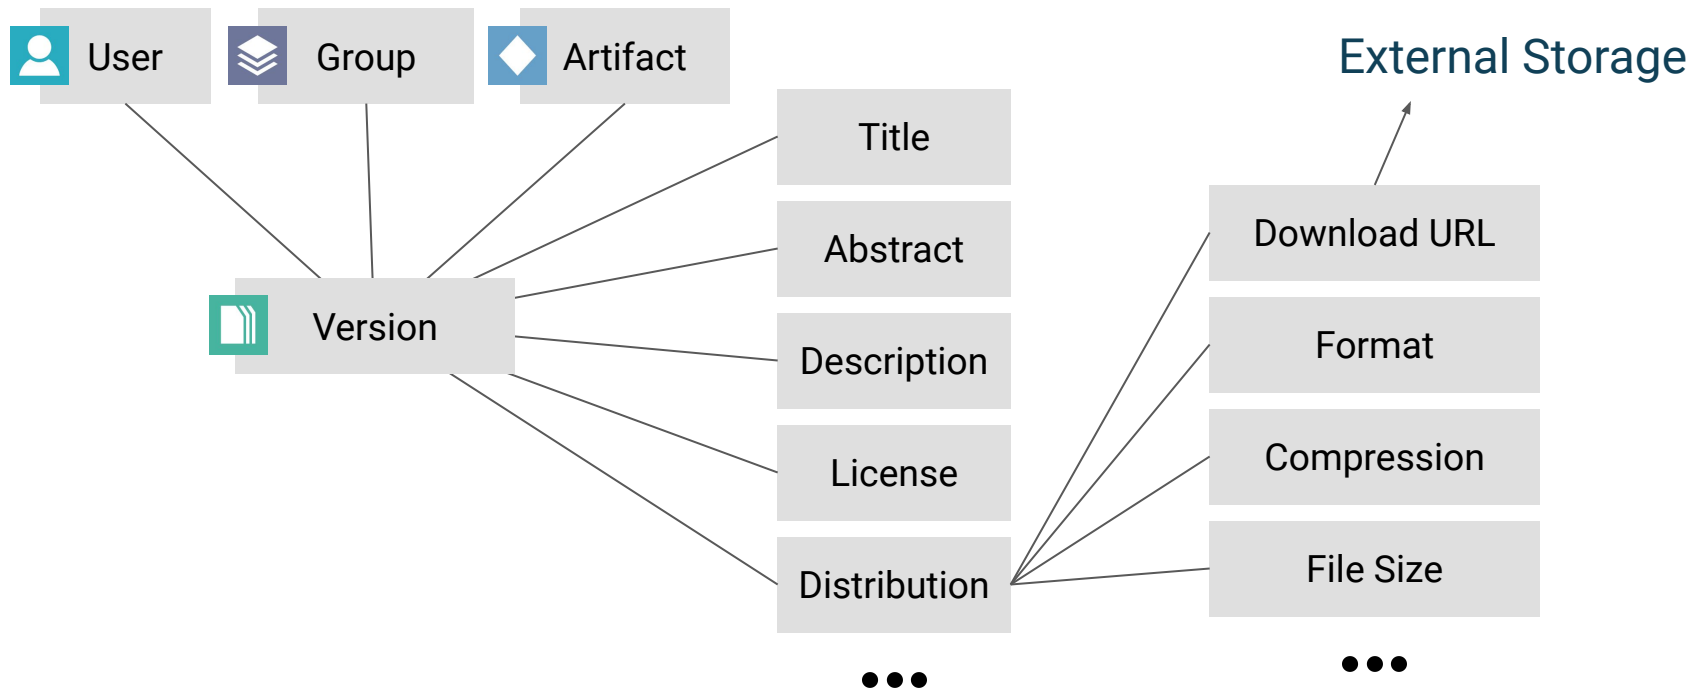 User
Group
Artifact
External Storage
Title
Abstract
Description
License
Distribution
Version
Download URL
Format
Compression
File Size